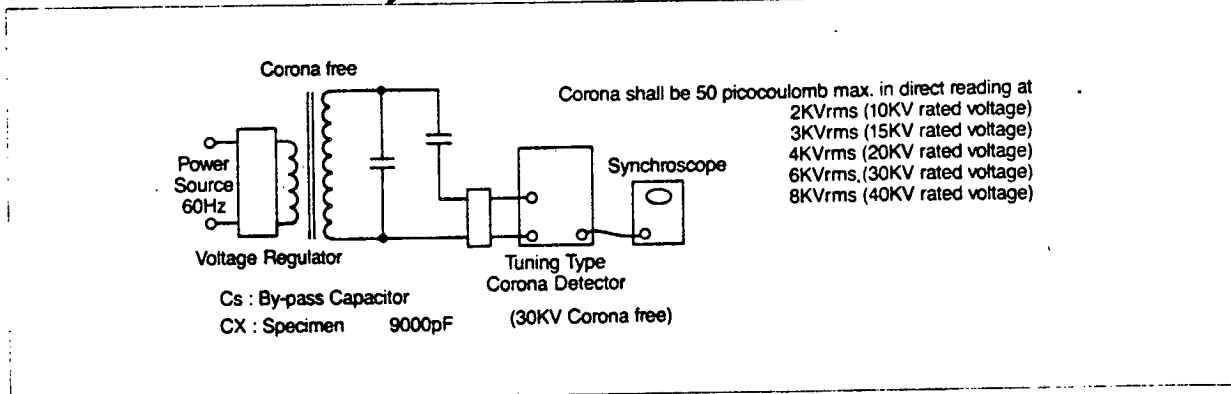 Corona free
Corona shall be 50 picocoulomb max. in direct reading at
2KVrms (10KV rated voltage)
3KVrms (15KV rated voltage)
4KVrms (20KV rated voltage)
6KVrms, (30KV rated voltage)
8KVrms (40KV rated voltage)
Power
Source
60Hz
Synchroscope
Voltage Regulator
Tuning Type
Corona Detector
(30KV Corona free)
Cs : By-pass Capacitor
CX : Specimen 9000pF